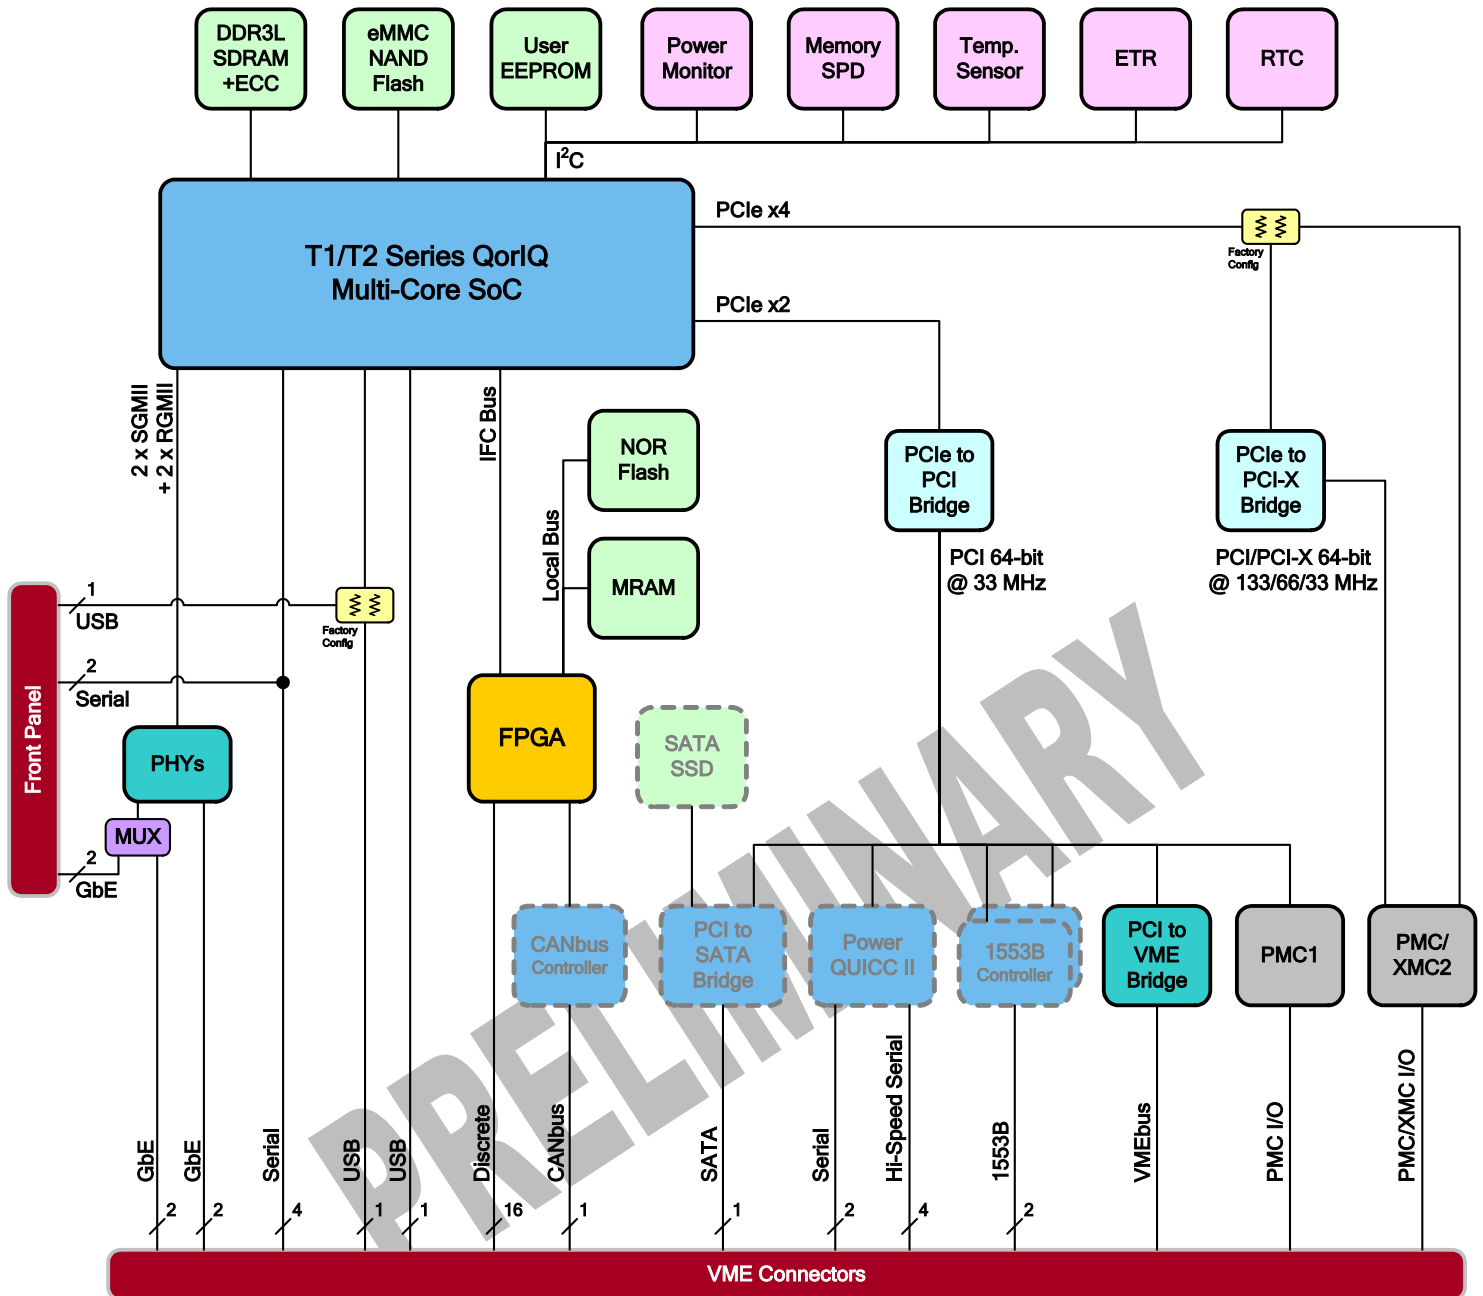 DDR3L
SDRAM
+ECC
eMMC
NAND
Flash
User
EEPROM
Power
Monitor
Memory
SPD
Temp.
Sensor
ETR
RTC
I²C
T1/T2 Series QorIQ
Multi-Core SoC
PCIe x4
Factory
Config
PCIe x2
2 x SGMII
+ 2 x RGMII
IFC Bus
NOR
Flash
Local Bus
MRAM
PCIe to
PCI
Bridge
PCIe to
PCI-X
Bridge
PCI 64-bit
@ 33 MHz
PCI/PCI-X 64-bit
@ 133/66/33 MHz
Front Panel
1
USB
Factory
Config
2
Serial
PHYs
MUX
2
GbE
FPGA
SATA
SSD
CANbus
Controller
PCI to
SATA
Bridge
Power
QUICC II
1553B
Controller
PCI to
VME
Bridge
PMC1
PMC/
XMC2
PRELIMINARY
GbE
2
GbE
2
Serial
4
USB
1
USB
1
Discrete
16
CANbus
1
SATA
1
Serial
2
Hi-Speed Serial
4
1553B
2
VMEbus
PMC I/O
PMC/XMC I/O
VME Connectors